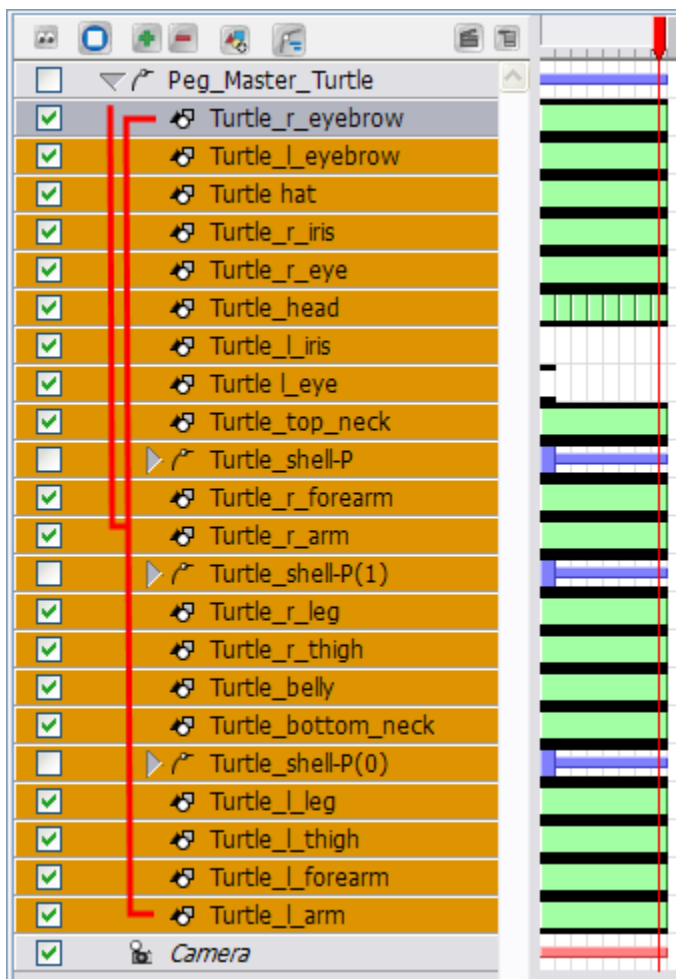 Peg_Master_Turtle
Turtle_r_eyebrow
Turtle_l_eyebrow
Turtle hat
Turtle_r_iris
Turtle_r_eye
Turtle_head
Turtle_l_iris
Turtle l_eye
Turtle_top_neck
Turtle_shell-P
Turtle_r_forearm
Turtle_r_arm
Turtle_shell-P(1)
Turtle_r_leg
Turtle_r_thigh
Turtle_belly
Turtle_bottom_neck
Turtle_shell-P(0)
Turtle_l_leg
Turtle_l_thigh
Turtle_l_forearm
Turtle_l_arm
Camera